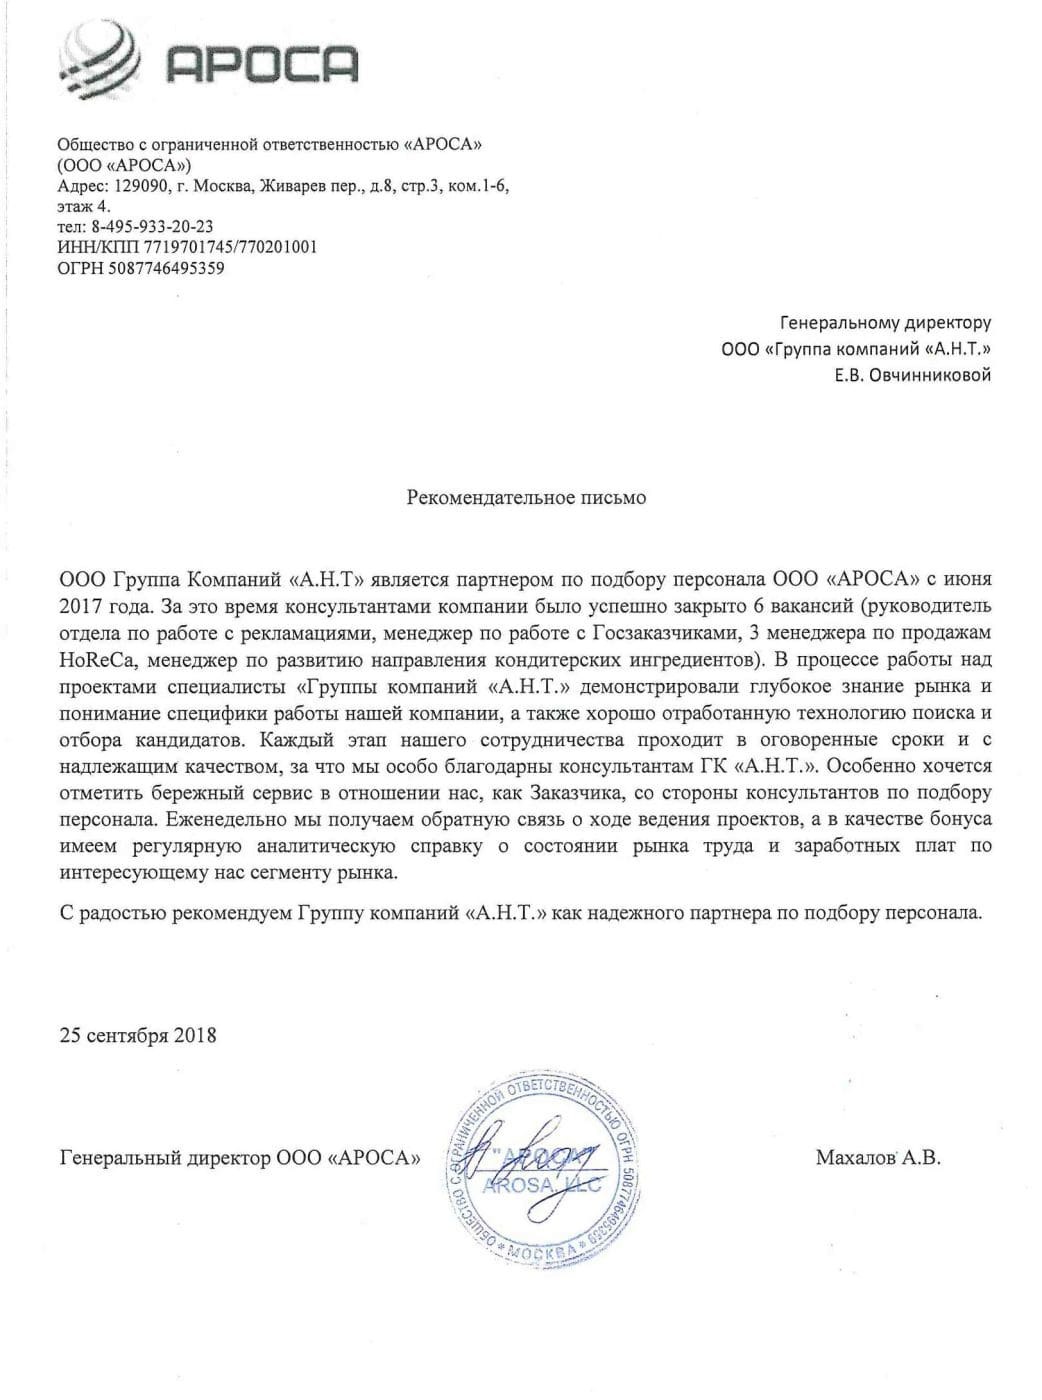 АРОСА
Общество с ограниченной ответственностью «АРОСА»
(ООО «АРОСА»)
Адрес: 129090, г. Москва, Живарев пер., д.8, стр.3, ком.1-6,
этаж 4.
тел: 8-495-933-20-23
ИНН/КПП 7719701745/770201001
ОГРН 5087746495359
Генеральному директору
ООО «Группа компаний «А.Н.Т.»
Е.В. Овчинниковой
Рекомендательное письмо
ООО Группа Компаний «А.Н.Т» является партнером по подбору персонала ООО «АРОСА» с июня
2017 года. За это время консультантами компании было успешно закрыто 6 вакансий (руководитель
отдела по работе с рекламациями, менеджер по работе с Госзаказчиками, 3 менеджера по продажам
HoReCa, менеджер по развитию направления кондитерских ингредиентов). В процессе работы над
проектами специалисты «Группы компаний «А.Н.Т.» демонстрировали глубокое знание рынка и
понимание специфики работы нашей компании, а также хорошо отработанную технологию поиска и
отбора кандидатов. Каждый этап нашего сотрудничества проходит в оговоренные сроки и с
надлежащим качеством, за что мы особо благодарны консультантам ГК «А.Н.Т.». Особенно хочется
отметить бережный сервис в отношении нас, как Заказчика, со стороны консультантов по подбору
персонала. Еженедельно мы получаем обратную связь о ходе ведения проектов, а в качестве бонуса
имеем регулярную аналитическую справку о состоянии рынка труда и заработных плат по
интересующему нас сегменту рынка.
С радостью рекомендуем Группу компаний «А.Н.Т.» как надежного партнера по подбору персонала.
25 сентября 2018
Генеральный директор ООО «АРОСА»
ОБЩЕСТВО С ОГРАНИЧЕННОЙ ОТВЕТСТВЕННОСТЬЮ ОГРН 5087746495359
* МОСКВА *
"АРОСА"
AROSA, LLC
Махалов А.В.